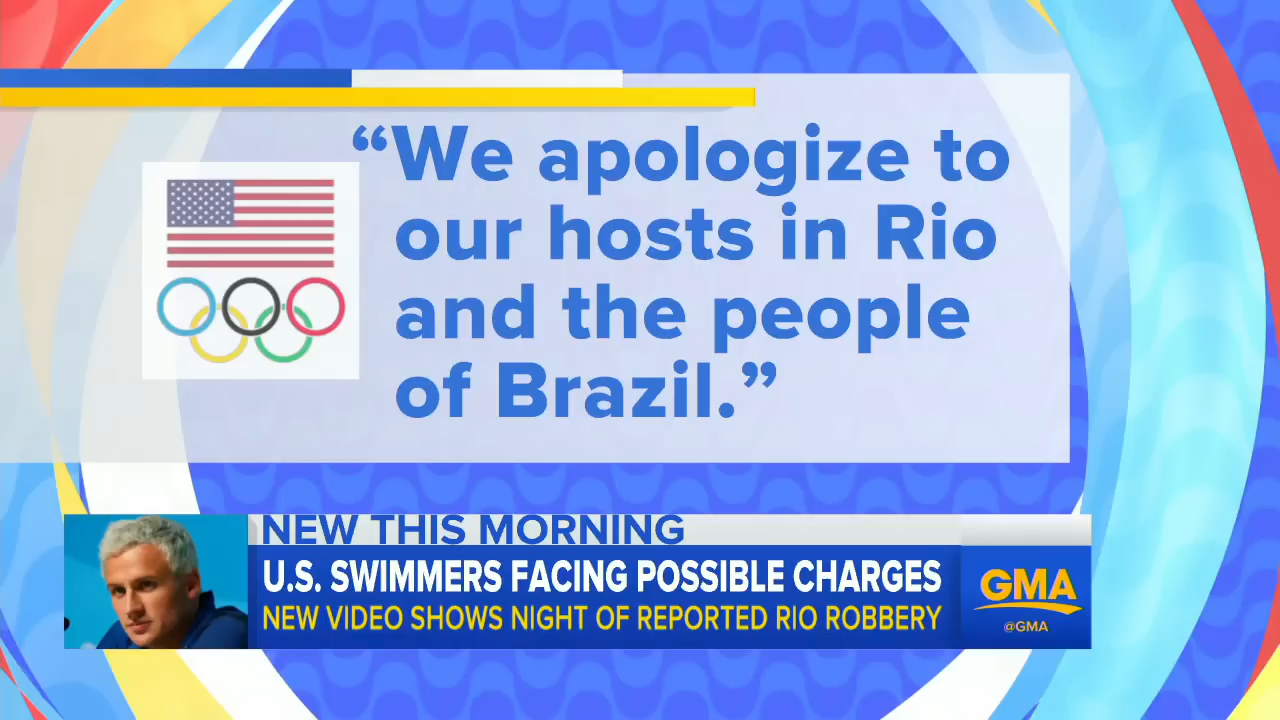 “We apologize to
our hosts in Rio
and the people
of Brazil.”
NEW THIS MORNING
U.S. SWIMMERS FACING POSSIBLE CHARGES
NEW VIDEO SHOWS NIGHT OF REPORTED RIO ROBBERY
GMA
@GMA